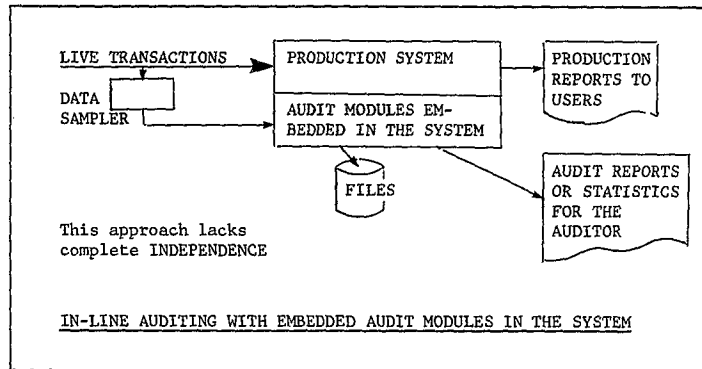 LIVE TRANSACTIONS
DATA
SAMPLER
PRODUCTION SYSTEM
AUDIT MODULES EM-
BEDDED IN THE SYSTEM
PRODUCTION
REPORTS TO
USERS
FILES
AUDIT REPORTS
OR STATISTICS
FOR THE
AUDITOR
This approach lacks
complete INDEPENDENCE
IN-LINE AUDITING WITH EMBEDDED AUDIT MODULES IN THE SYSTEM